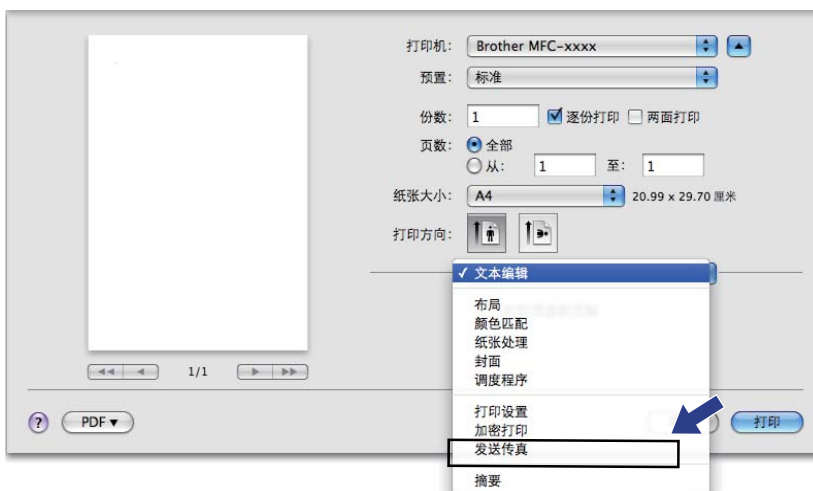 打印机: Brother MFC-xxxx
预置: 标准
份数: 1 逐份打印 两面打印
页数: 全部
从: 1 至: 1
纸张大小: A4 20.99 x 29.70 厘米
打印方向:
文本编辑
布局
颜色匹配
纸张处理
封面
调度程序
1/1
打印设置
加密打印
发送传真
摘要
? PDF 打印